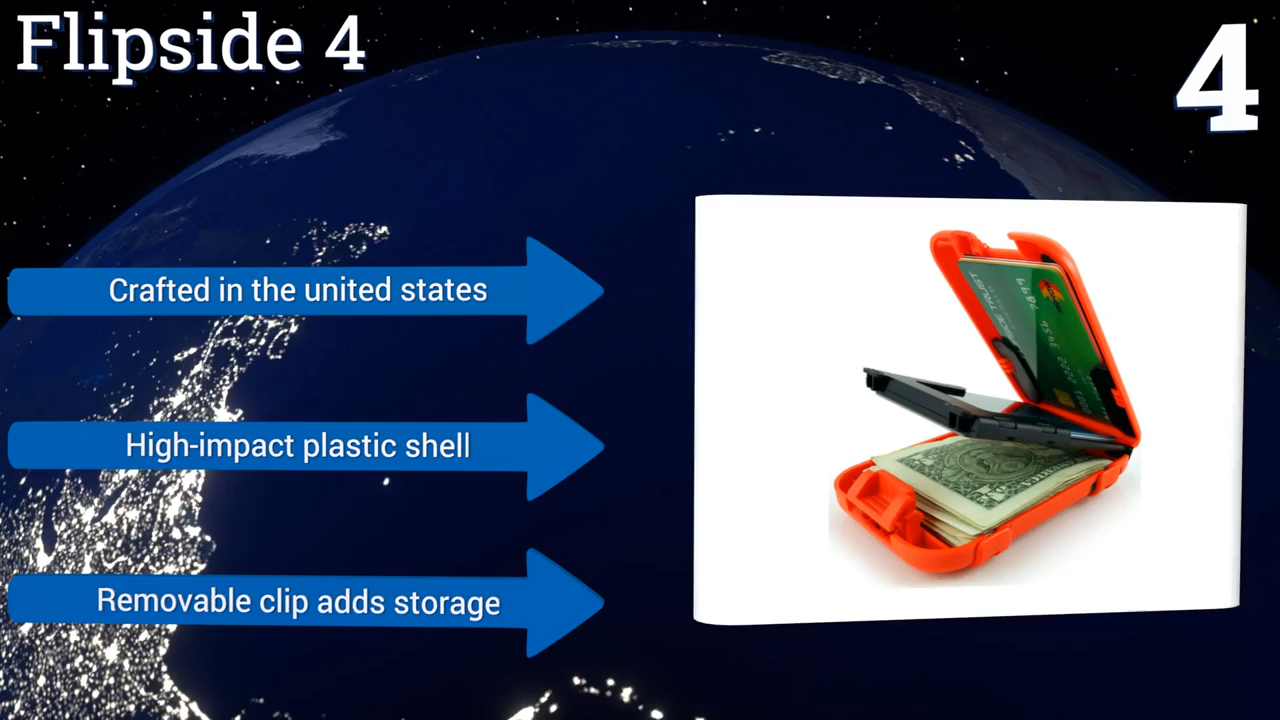 Flipside 4
4
Crafted in the united states
High-impact plastic shell
Removable clip adds storage